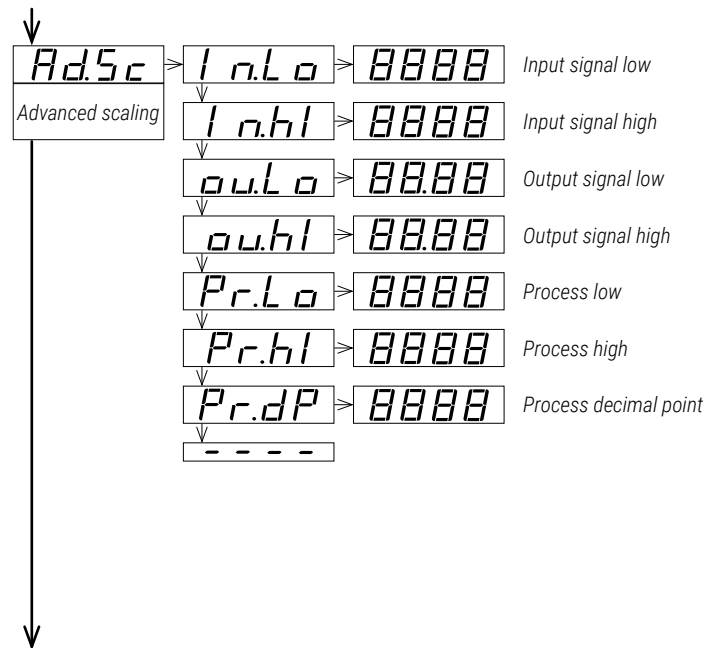 Ad.Sc In.Lo 8888 Input signal low
Advanced scaling
In.hI 8888 Input signal high
ou.Lo 88.88 Output signal low
ou.hI 88.88 Output signal high
Pr.Lo 8888 Process low
Pr.hI 8888 Process high
Pr.dP 8888 Process decimal point
- - - -